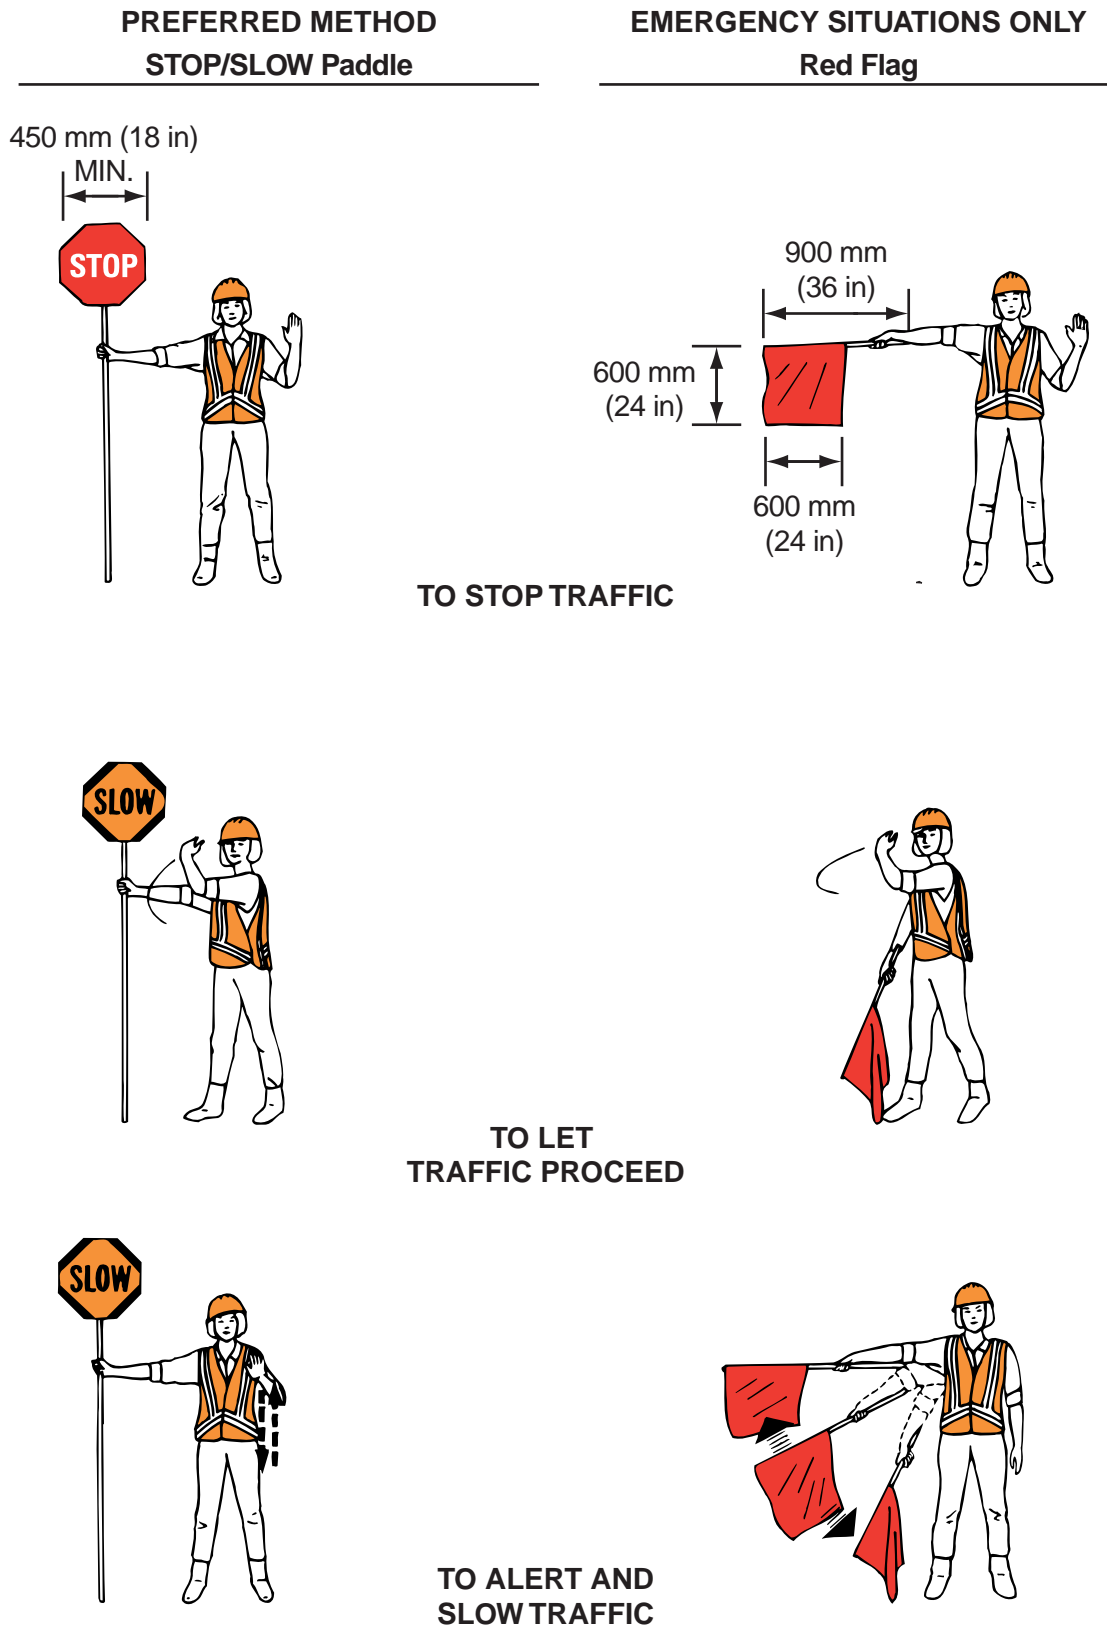 PREFERRED METHOD
STOP/SLOW Paddle
EMERGENCY SITUATIONS ONLY
Red Flag
450 mm (18 in)
MIN.
STOP
900 mm
(36 in)
600 mm
(24 in)
600 mm
(24 in)
TO STOP TRAFFIC
SLOW
TO LET
TRAFFIC PROCEED
SLOW
TO ALERT AND
SLOW TRAFFIC